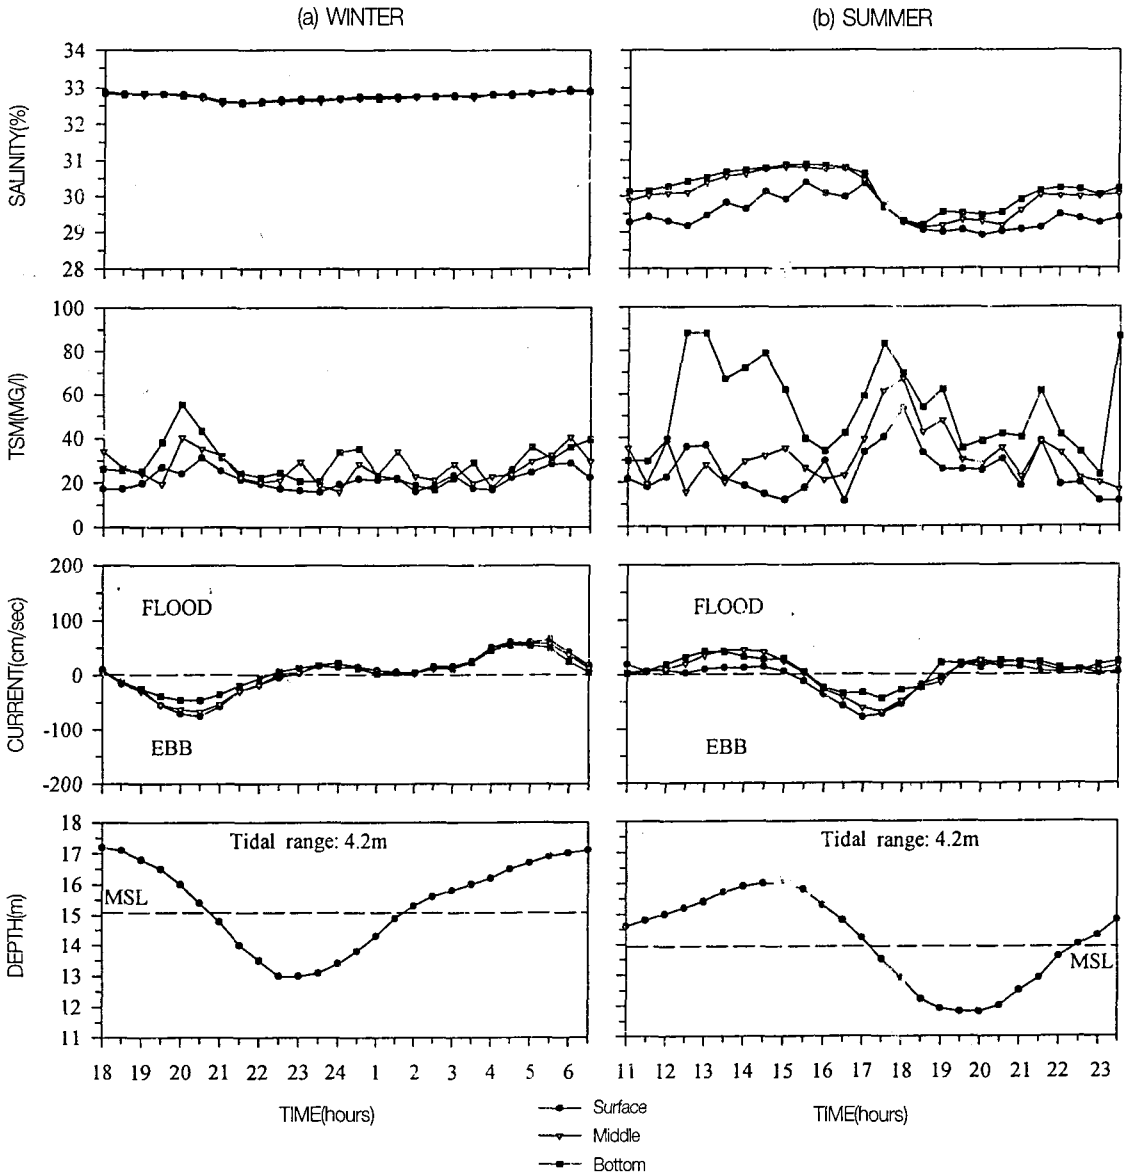 (a) WINTER
(b) SUMMER
SALINITY(%)
34
33
32
31
30
29
28
TSM(MG/l)
100
80
60
40
20
0
CURRENT(cm/sec)
200
100
0
-100
-200
FLOOD
EBB
FLOOD
EBB
DEPTH(m)
18
17
16
15
14
13
12
11
Tidal range: 4.2m
MSL
Tidal range: 4.2m
MSL
18 19 20 21 22 23 24 1 2 3 4 5 6
11 12 13 14 15 16 17 18 19 20 21 22 23
TIME(hours)
TIME(hours)
Surface
Middle
Bottom